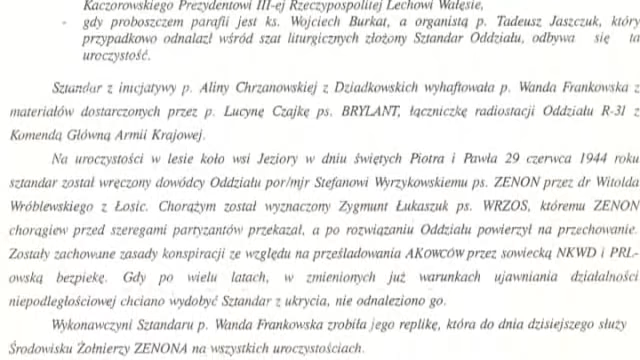 Kaczorowskiego Prezydentowi III-ej Rzeczypospolitej Lechowi Wałęsie,
- gdy proboszczem parafii jest ks. Wojciech Burkat, a organistą p. Tadeusz Jaszczuk, który
przypadkowo odnalazł wśród szat liturgicznych złożony Sztandar Oddziału, odbywa się ta
uroczystość.
Sztandar z inicjatywy p. Aliny Chrzanowskiej z Dziadkowskich wyhaftowała p. Wanda Frankowska z
materiałów dostarczonych przez p. Lucynę Czajkę ps. BRYLANT, łączniczkę radiostacji Oddziału R-31 z
Komendą Główną Armii Krajowej.
Na uroczystości w lesie koło wsi Jeziory w dniu świętych Piotra i Pawła 29 czerwca 1944 roku
sztandar został wręczony dowódcy Oddziału por/mjr Stefanowi Wyrzykowskiemu ps. ZENON przez dr Witolda
Wróblewskiego z Łosic. Chorążym został wyznaczony Zygmunt Łukaszuk ps. WRZOS, któremu ZENON
chorągiew przed szeregami partyzantów przekazał, a po rozwiązaniu Oddziału powierzył na przechowanie.
Zostały zachowane zasady konspiracji ze względu na prześladowania AKowców przez sowiecką NKWD i PRL-
owską bezpiekę. Gdy po wielu latach, w zmienionych już warunkach ujawniania działalności
niepodległościowej chciano wydobyć Sztandar z ukrycia, nie odnaleziono go.
Wykonawczyni Sztandaru p. Wanda Frankowska zrobiła jego replikę, która do dnia dzisiejszego służy
Środowisku Żołnierzy ZENONA na wszystkich uroczystościach.